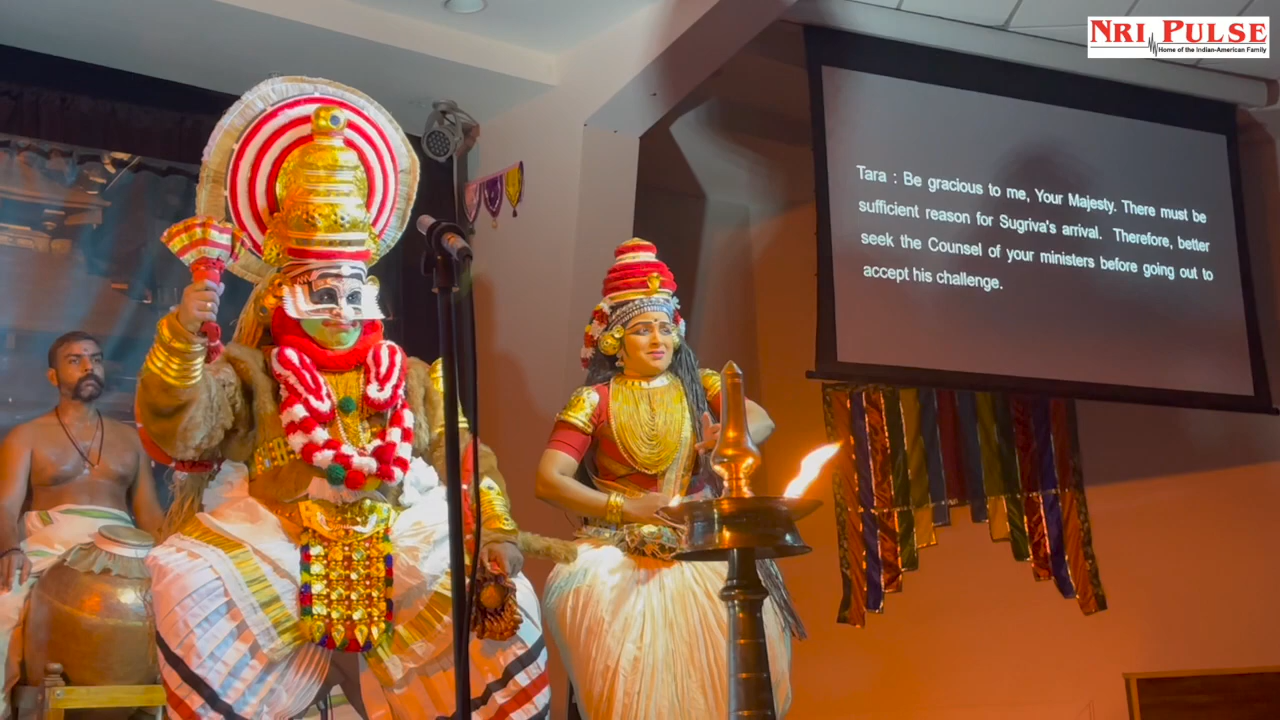 NRI PULSE
Home of the Indian-American Family
Tara : Be gracious to me, Your Majesty. There must be
sufficient reason for Sugriva's arrival. Therefore, better
seek the Counsel of your ministers before going out to
accept his challenge.